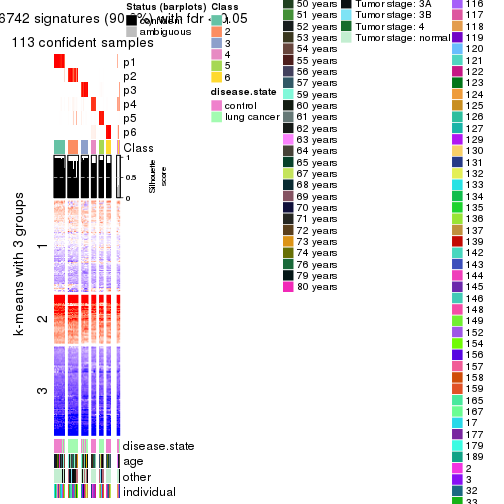 6742 signatures (90. %) with fdr < 0.05
113 confident samples
p1
p2
p3
p4
p5
p6
Class
1
0.5
0
Silhouette
score
k-means with 3 groups
1
2
3
disease.state
age
other
individual
Status (barplots)
confident
ambiguous
Class
1
2
3
4
5
6
disease.state
control
lung cancer
50 years
51 years
52 years
53 years
54 years
55 years
56 years
57 years
59 years
60 years
61 years
62 years
63 years
64 years
65 years
67 years
68 years
69 years
70 years
71 years
72 years
73 years
74 years
76 years
79 years
80 years
Tumor stage: 3A
Tumor stage: 3B
Tumor stage: 4
Tumor stage: normal
116
117
118
119
120
121
122
123
124
125
126
127
129
130
131
132
133
134
135
136
137
139
142
143
144
145
146
148
149
152
154
156
157
158
159
165
167
17
177
179
189
2
3
32
33